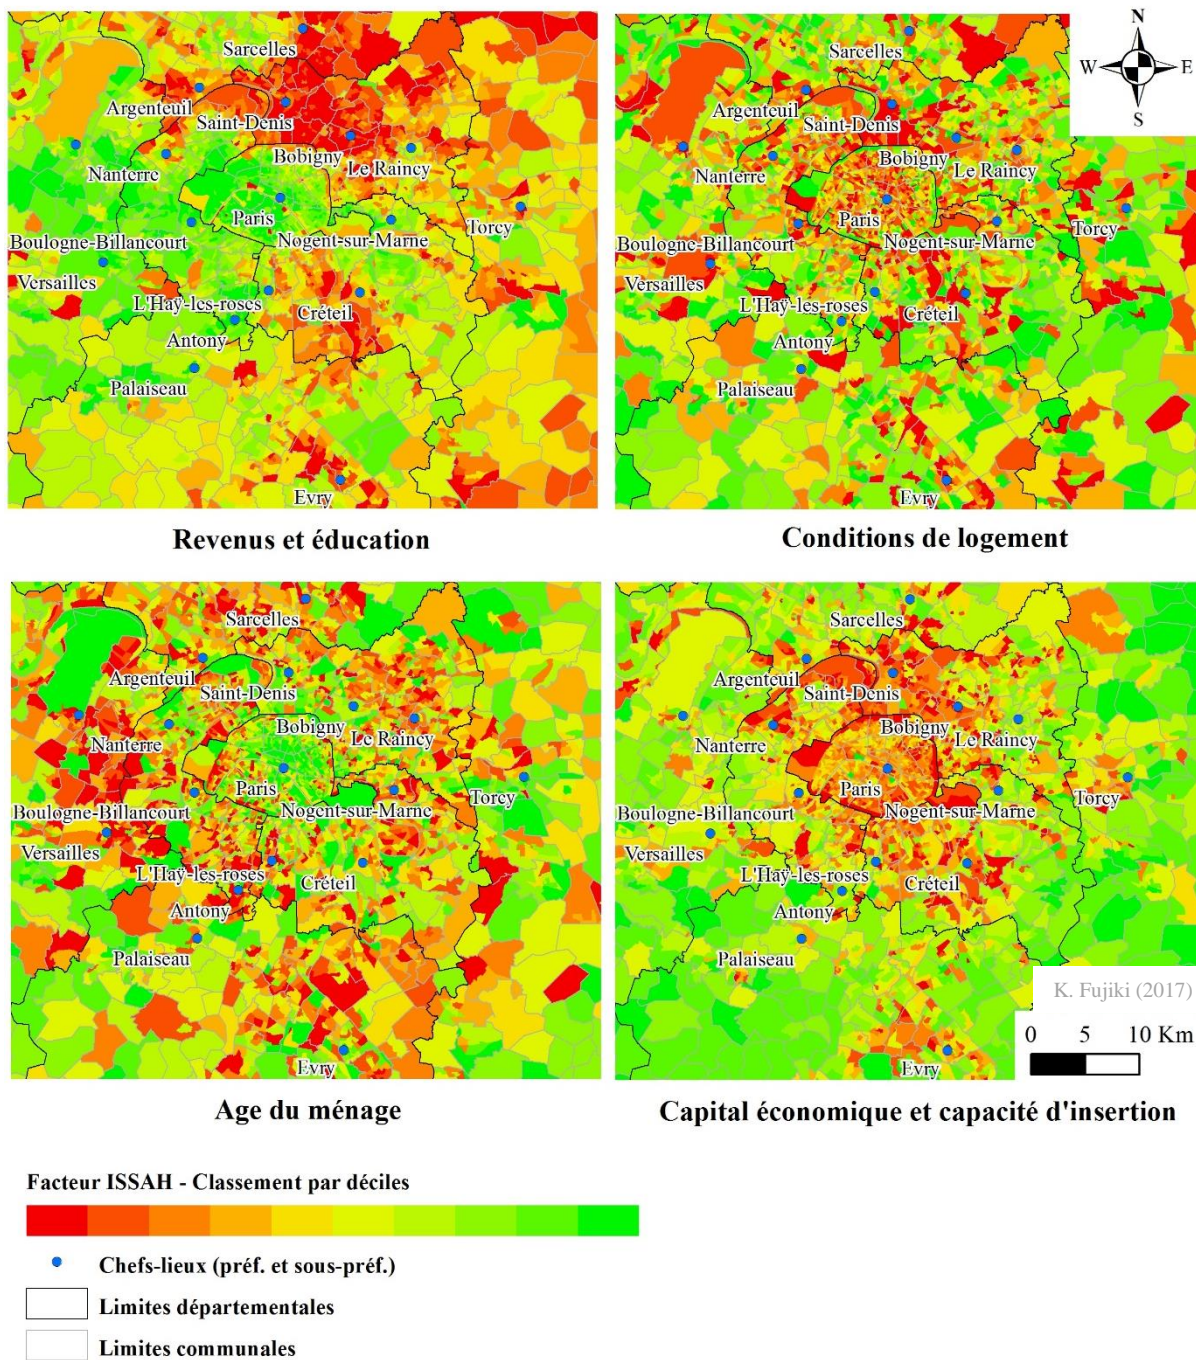 N
W E
S
Sarcelles
Argenteuil
Saint-Denis
Bobigny
Nanterre
Le Raincy
Paris
Torcy
Boulogne-Billancourt
Nogent-sur-Marne
Versailles
L'Haÿ-les-roses
Créteil
Antony
Palaiseau
Evry
Sarcelles
Argenteuil
Saint-Denis
Bobigny
Nanterre
Le Raincy
Paris
Torcy
Boulogne-Billancourt
Nogent-sur-Marne
Versailles
L'Haÿ-les-roses
Créteil
Antony
Palaiseau
Evry
Revenus et éducation
Conditions de logement
Sarcelles
Argenteuil
Saint-Denis
Bobigny
Nanterre
Le Raincy
Paris
Torcy
Boulogne-Billancourt
Nogent-sur-Marne
Versailles
L'Haÿ-les-roses
Créteil
Antony
Palaiseau
Evry
Sarcelles
Argenteuil
Saint-Denis
Bobigny
Nanterre
Le Raincy
Paris
Torcy
Boulogne-Billancourt
Nogent-sur-Marne
Versailles
L'Haÿ-les-roses
Créteil
Antony
Palaiseau
Evry
K. Fujiki (2017)
0 5 10 Km
Age du ménage
Capital économique et capacité d'insertion
Facteur ISSAH - Classement par déciles
Chefs-lieux (préf. et sous-préf.)
Limites départementales
Limites communales